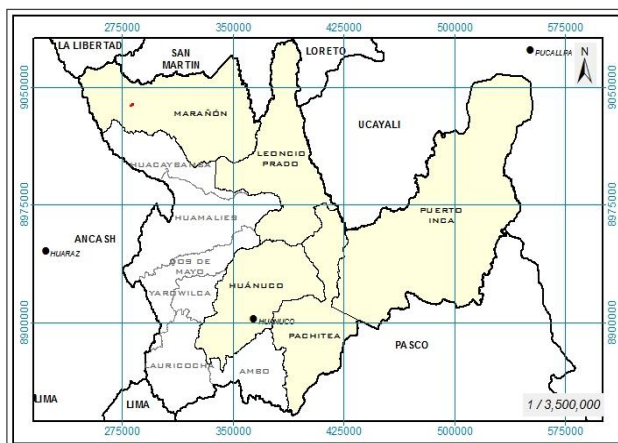 275000 350000 425000 500000 575000
LA LIBERTAD
SAN
MARTIN
LORETO
PUCALLPA
N
9050000
9050000
MARAÑÓN
UCAYALI
LEONCIO
PRADO
HUACAYBAMBA
8975000
8975000
HUAMALIES
PUERTO
INCA
ANCASH
HUARAZ
DOS DE
MAYO
YAROWILCA
HUÁNUCO
HUANUCO
8900000
8900000
PACHITEA
PASCO
LAURICOCHA
AMBO
LIMA
LIMA
1 / 3,500,000
275000 350000 425000 500000 575000